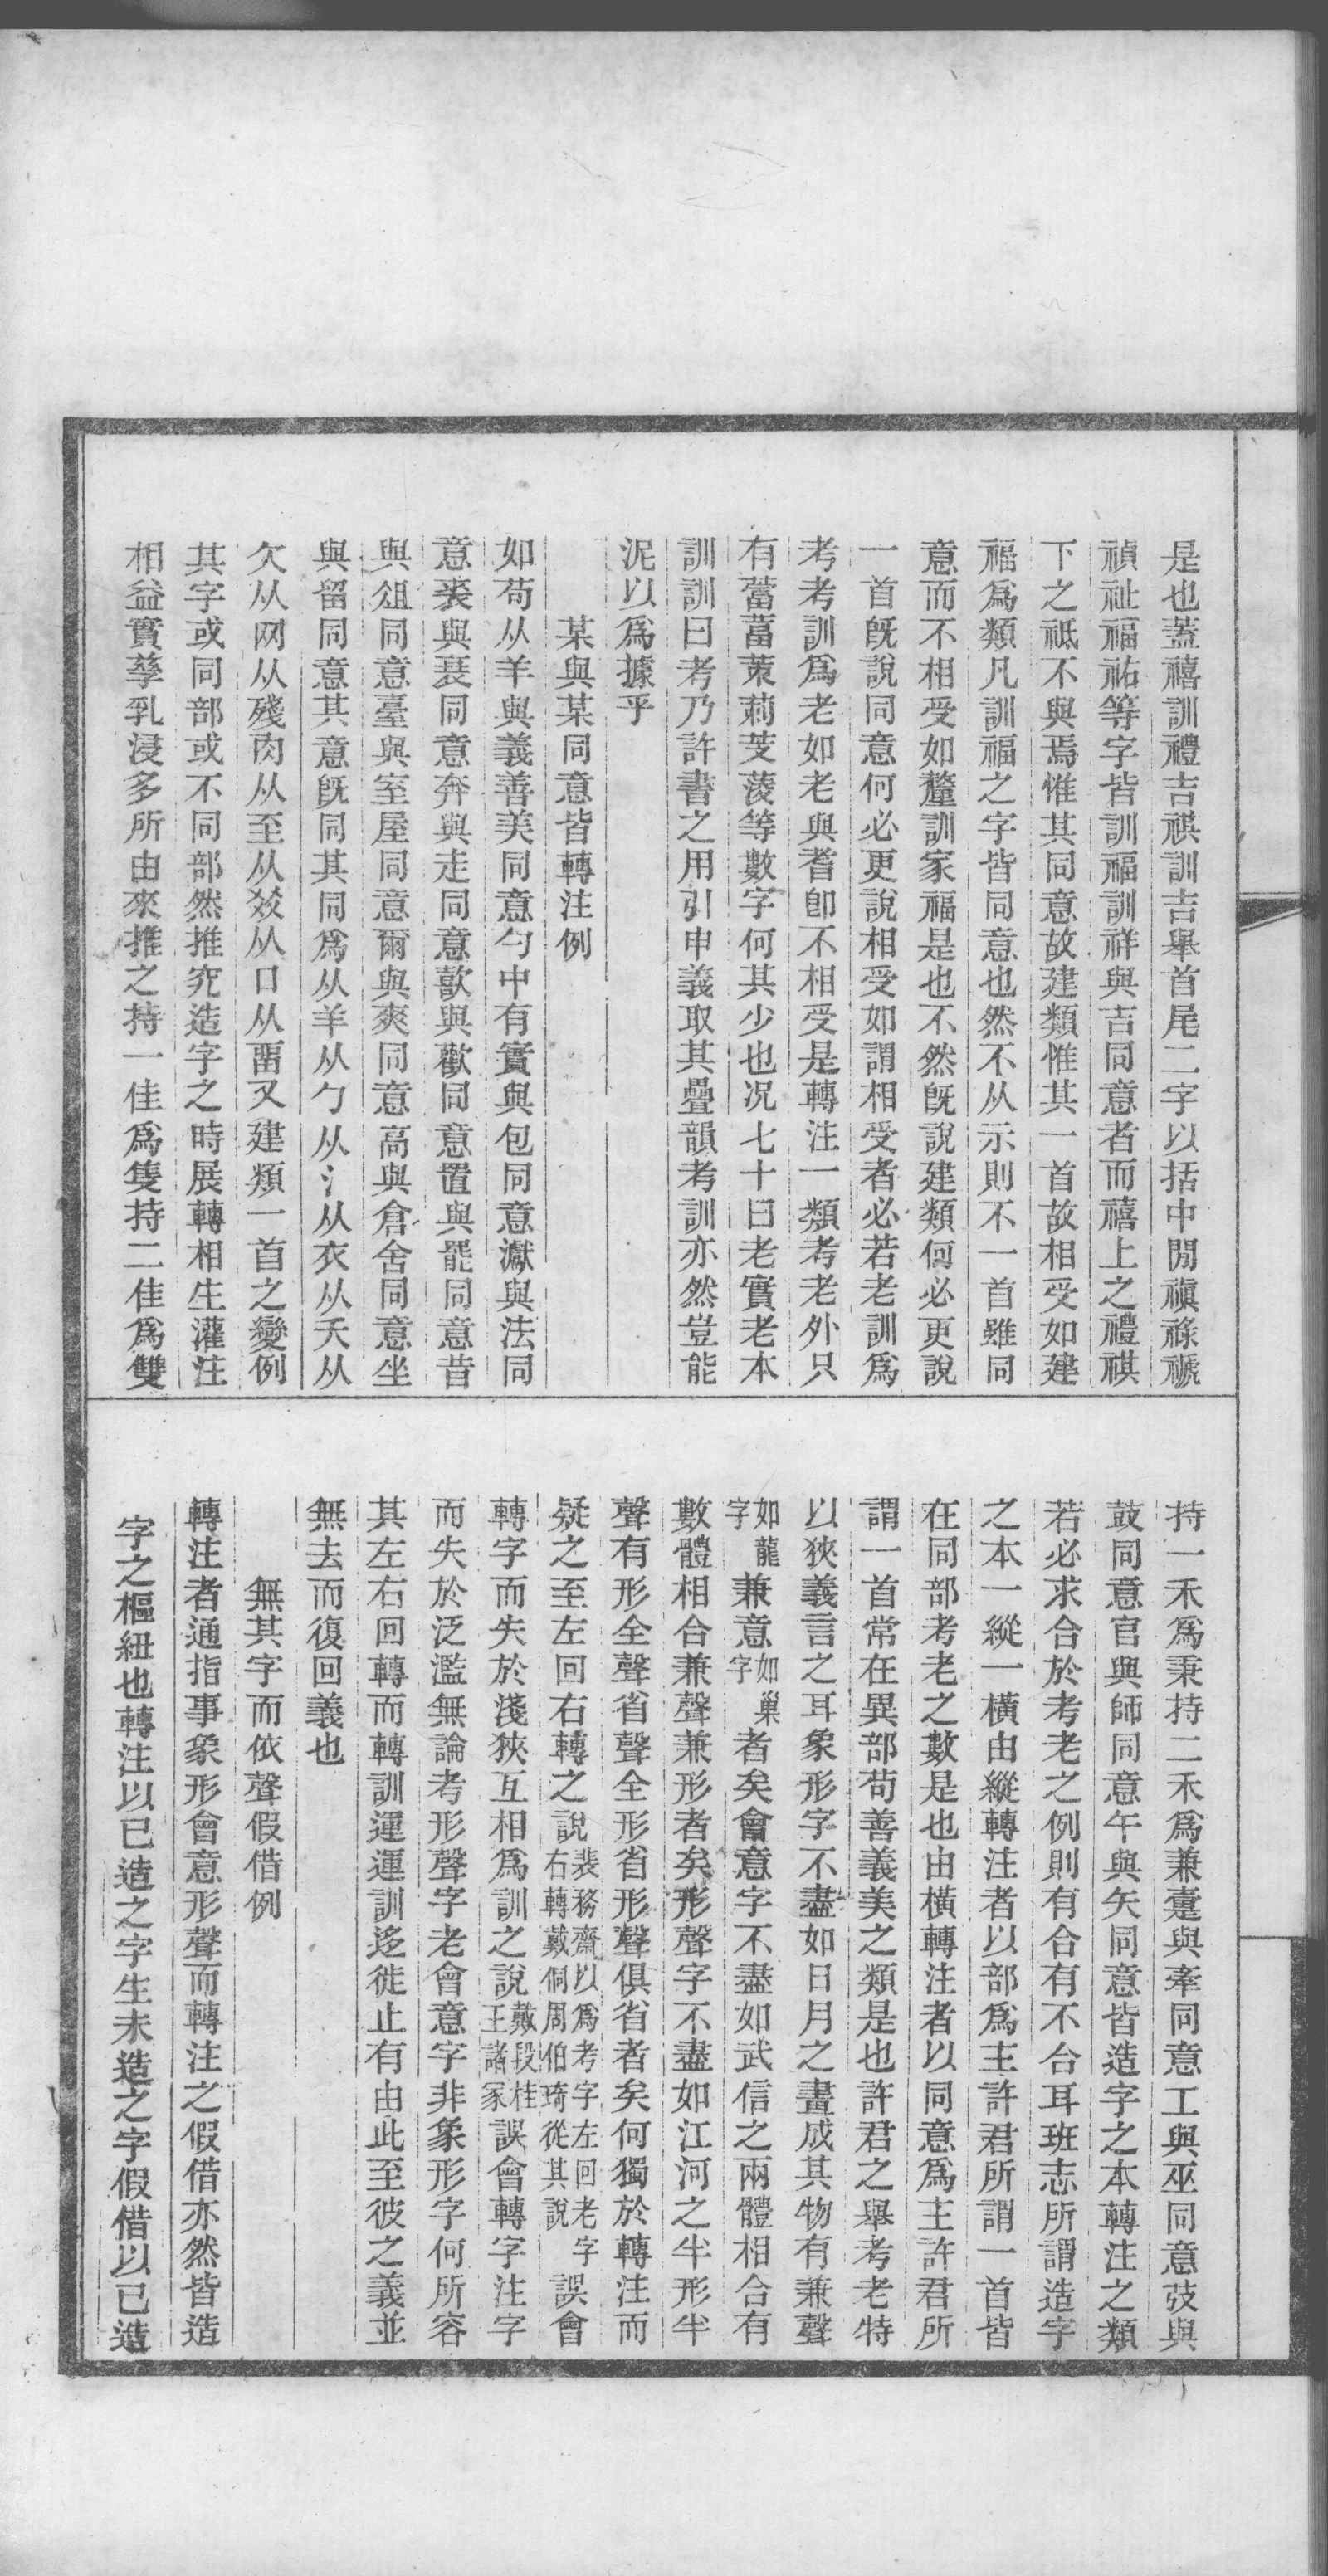 是也蓋禧訓禮吉祺訓吉舉首尾二字以括中閒禛祿禠
禎祉福祐等字皆訓福訓祥與吉同意者而禧上之禮祺
下之祗不與焉惟其同意故建類惟其一首故相受如建
福爲類凡訓福之字皆同意也然不从示則不一首雖同
意而不相受如釐訓家福是也不然既說建類何必更說
一首既說同意何必更說相受如謂相受者必若老訓爲
考考訓爲老如老與耆卽不相受是轉注一類考老外只
有蕾葍茦莿芰蔆等數字何其少也况七十曰老實老本
訓訓曰考乃許書之用引申義取其疊韻考訓亦然豈能
泥以爲據乎
某與某同意皆轉注例
如苟从羊與義善美同意勺中有實與包同意灋與法同
意裘與衰同意奔與走同意歖與歡同意置與罷同意昔
與俎同意臺與室屋同意爾與爽同意高與倉舍同意坐
與留同意其意既同其同爲从羊从勹从氵从衣从夭从
欠从网从殘肉从至从㸚从口从畱又建類一首之變例
其字或同部或不同部然推究造字之時展轉相生灌注
相益實孳乳浸多所由來推之持一隹爲隻持二隹爲雙
持一禾爲秉持二禾爲兼疐與牽同意工與巫同意攱與
鼓同意官與師同意午與矢同意皆造字之本轉注之類
若必求合於考老之例則有合有不合耳班志所謂造字
之本一縱一橫由縱轉注者以部爲主許君所謂一首皆
在同部考老之數是也由橫轉注者以同意爲主許君所
謂一首常在異部苟善義美之類是也許君之舉考老特
以狹義言之耳象形字不盡如日月之畫成其物有兼聲
如龍字兼意如巢字者矣會意字不盡如武信之兩體相合有
數體相合兼聲兼形者矣形聲字不盡如江河之半形半
聲有形全聲省聲全形省形聲俱省者矣何獨於轉注而
疑之至左回右轉之說裴務齋以爲考字左回老字右轉戴侗周伯琦從其說誤會
轉字而失於淺狹互相爲訓之說戴段桂王諸家誤會轉字注字
而失於泛濫無論考形聲字老會意字非象形字何所容
其左右回轉而轉訓運運訓迻徙止有由此至彼之義並
無去而復回義也
無其字而依聲假借例
轉注者通指事象形會意形聲而轉注之假借亦然皆造
字之樞紐也轉注以已造之字生未造之字假借以已造